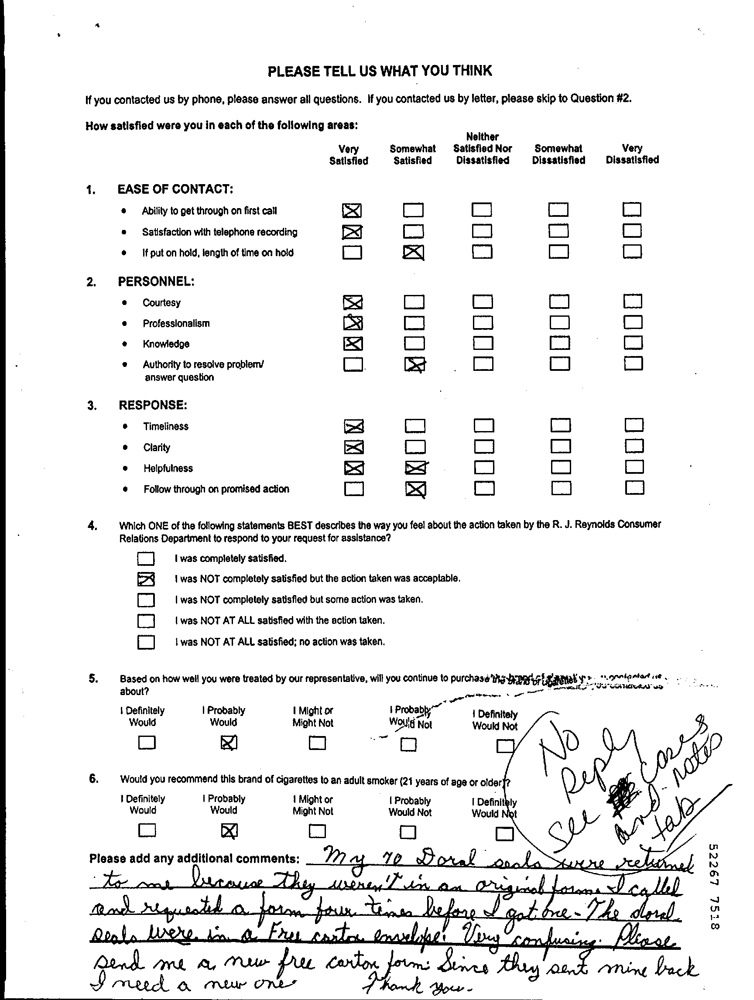 PLEASE TELL US WHAT YOU THINK
If you contacted us by phone, please answer all questions. If you contacted us by letter, please skip to Question #2.
How satisfied were you in each of the following areas:
Very Satisfied
Somewhat Satisfied
Neither Satisfied Nor Dissatisfied
Somewhat Dissatisfied
Very Dissatisfied
1. EASE OF CONTACT:
• Ability to get through on first call
• Satisfaction with telephone recording
• If put on hold, length of time on hold
2. PERSONNEL:
• Courtesy
• Professionalism
• Knowledge
• Authority to resolve problem/
answer question
3. RESPONSE:
• Timeliness
• Clarity
• Helpfulness
• Follow through on promised action
4. Which ONE of the following statements BEST describes the way you feel about the action taken by the R. J. Reynolds Consumer
Relations Department to respond to your request for assistance?
I was completely satisfied.
I was NOT completely satisfied but the action taken was acceptable.
I was NOT completely satisfied but some action was taken.
I was NOT AT ALL satisfied with the action taken.
I was NOT AT ALL satisfied; no action was taken.
5. Based on how well you were treated by our representative, will you continue to purchase the brand of cigarettes
about?
I Definitely Would
I Probably Would
I Might or Might Not
I Probably Would Not
I Definitely Would Not
No
Reply
See cases
and notes
tab
6. Would you recommend this brand of cigarettes to an adult smoker (21 years of age or older)?
I Definitely Would
I Probably Would
I Might or Might Not
I Probably Would Not
I Definitely Would Not
Please add any additional comments: My 70 Doral seals were returned
to me because they weren't in an original form. I called
and requested a form four times before I got one - The doral
seals were in a Free carton envelope! Very confusing. Please
send me a new free carton form. Since they sent mine back
I need a new one. Thank you.
52267 7518